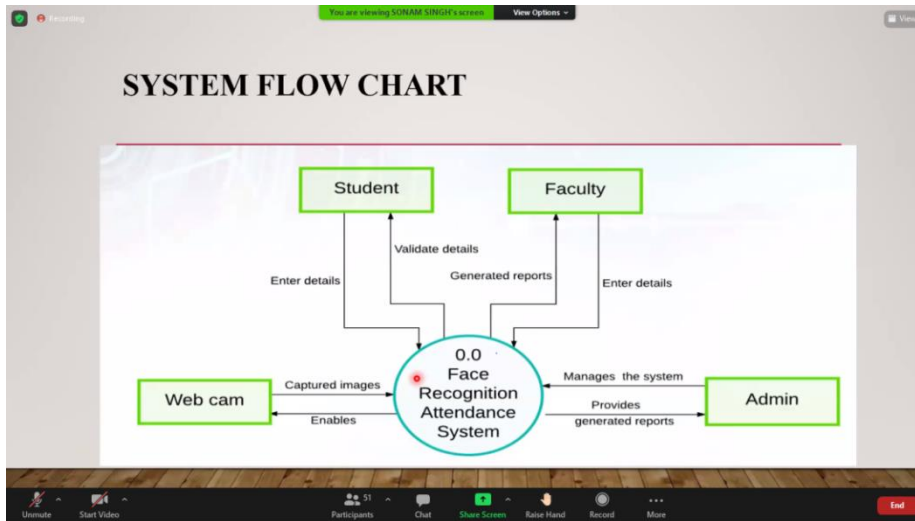 Recording
You are viewing SONAM SINGH's screen
View Options
View
SYSTEM FLOW CHART
Student
Faculty
Validate details
Generated reports
Enter details
Enter details
0.0
Face
Recognition
Attendance
System
Captured images
Enables
Web cam
Manages the system
Provides
generated reports
Admin
Unmute
Start Video
51
Participants
Chat
Share Screen
Raise Hand
Record
More
End